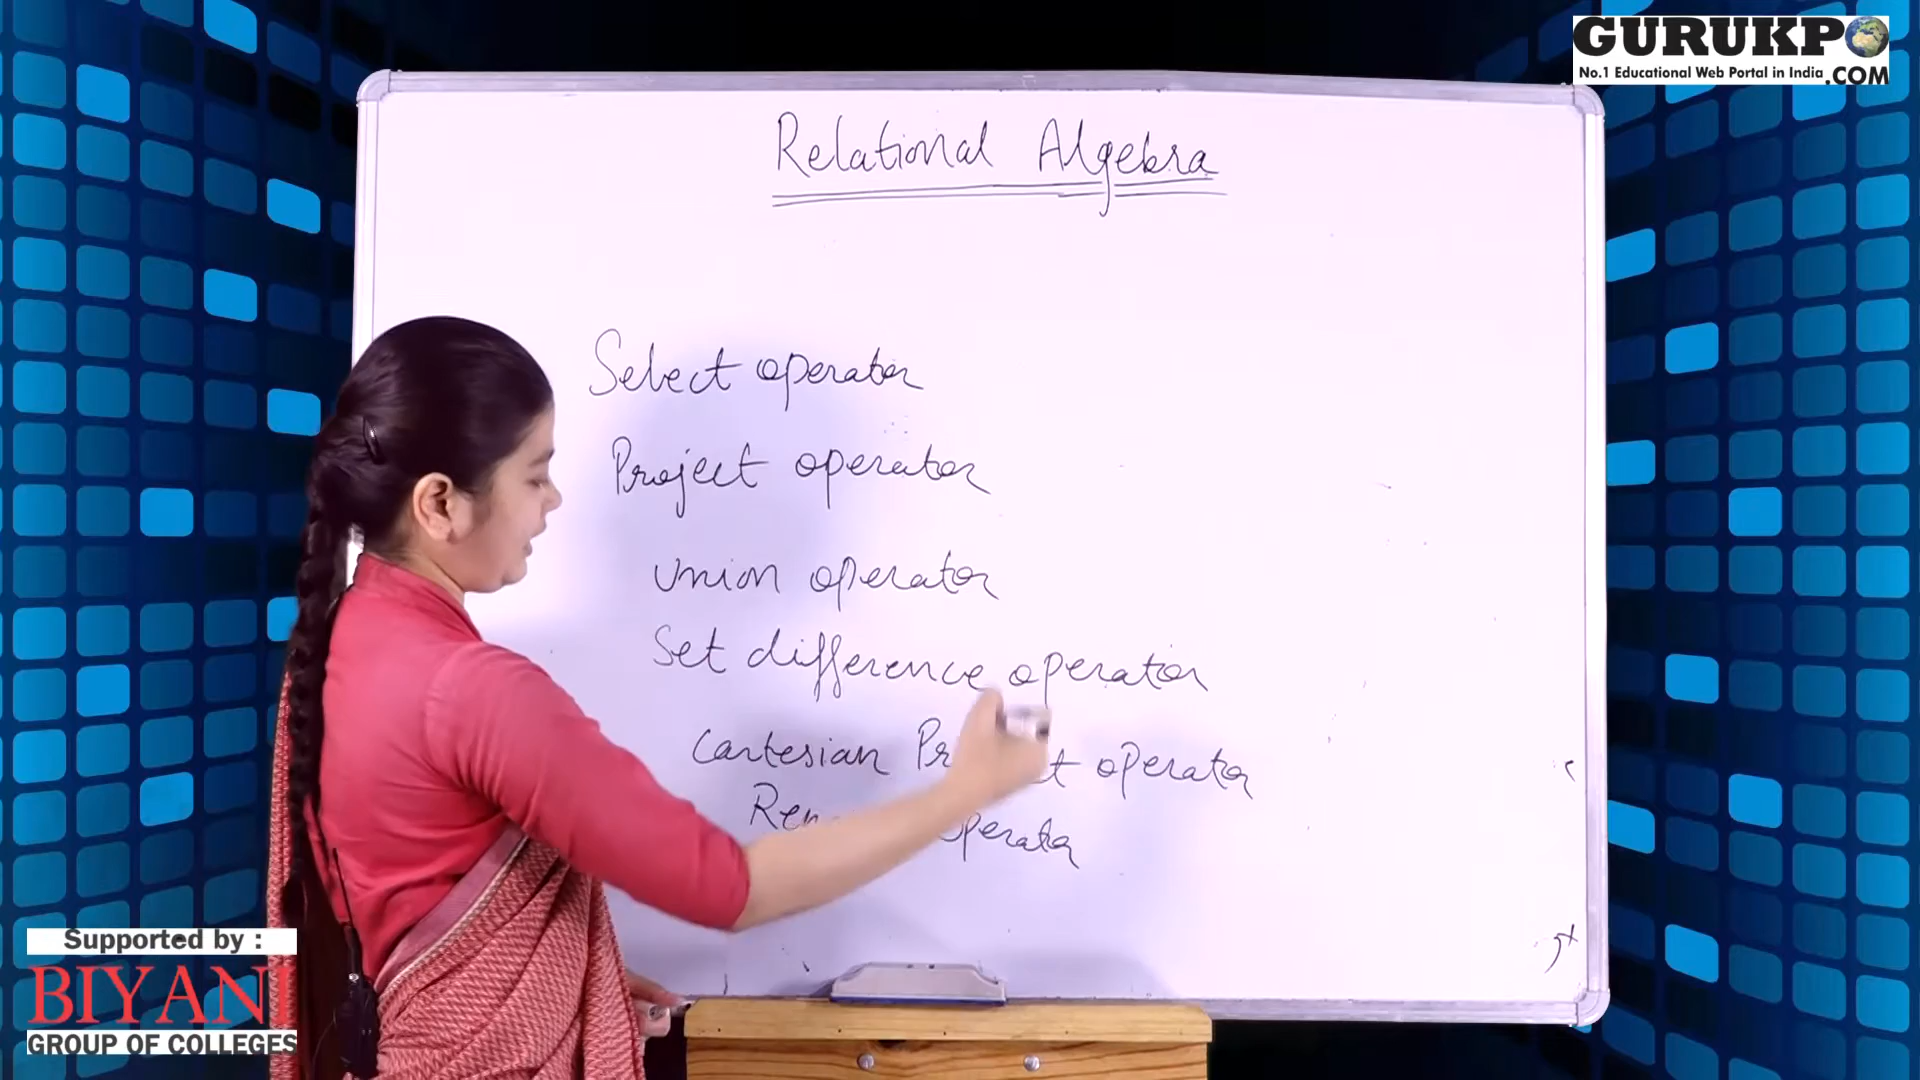 GURUKPO
No.1 Educational Web Portal in India .COM
Relational Algebra
Select operator
Project operator
Union operator
Set difference operator
Cartesian operator
operator
Supported by :
BIYANI
GROUP OF COLLEGES